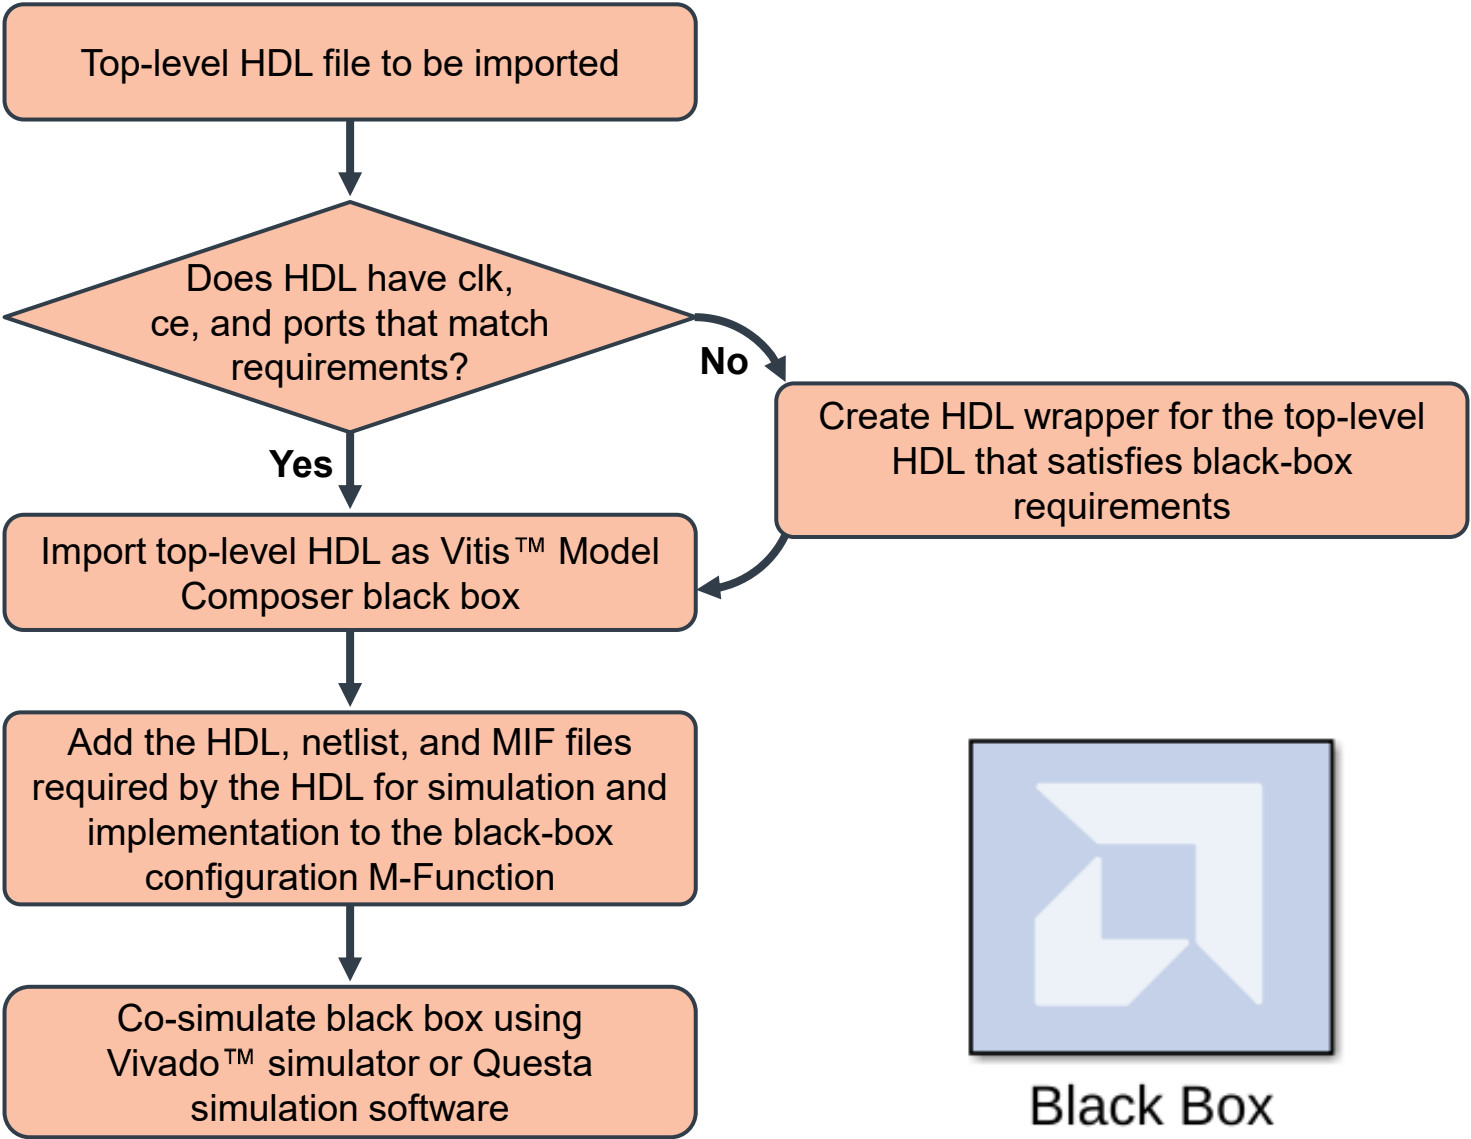 Top-level HDL file to be imported
Does HDL have clk,
ce, and ports that match
requirements?
No
Yes
Create HDL wrapper for the top-level
HDL that satisfies black-box
requirements
Import top-level HDL as Vitis™ Model
Composer black box
Add the HDL, netlist, and MIF files
required by the HDL for simulation and
implementation to the black-box
configuration M-Function
Co-simulate black box using
Vivado™ simulator or Questa
simulation software
Black Box